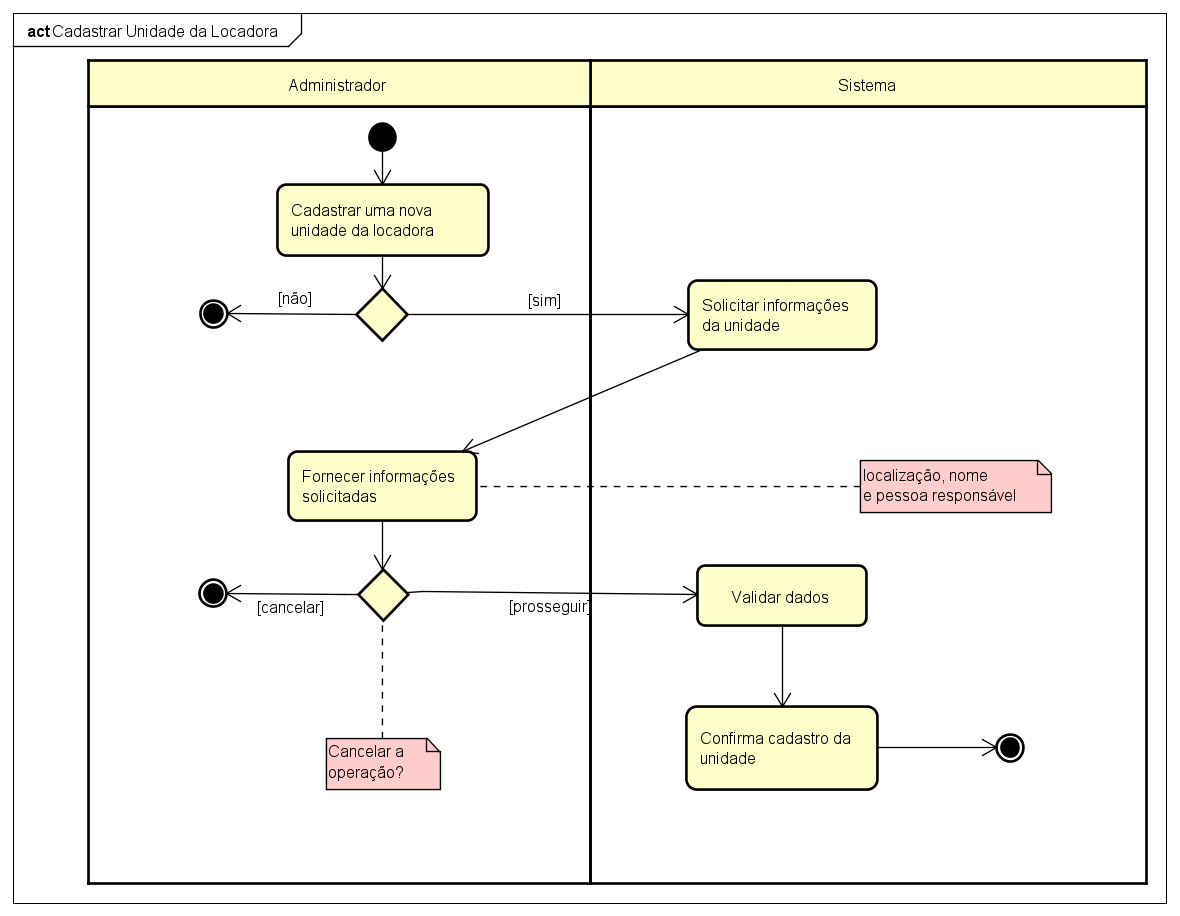 act Cadastrar Unidade da Locadora
Administrador
Sistema
Cadastrar uma nova
unidade da locadora
[não]
[sim]
Solicitar informações
da unidade
Fornecer informações
solicitadas
localização, nome
e pessoa responsável
[cancelar]
[prosseguir]
Validar dados
Cancelar a
operação?
Confirma cadastro da
unidade